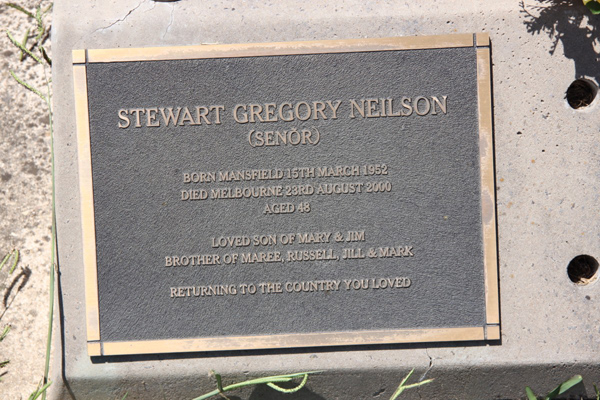 STEWART GREGORY NEILSON
(SENÓR)
BORN MANSFIELD 15TH MARCH 1952
DIED MELBOURNE 23RD AUGUST 2000
AGED 48
LOVED SON OF MARY & JIM
BROTHER OF MAREE, RUSSELL, JILL & MARK
RETURNING TO THE COUNTRY YOU LOVED